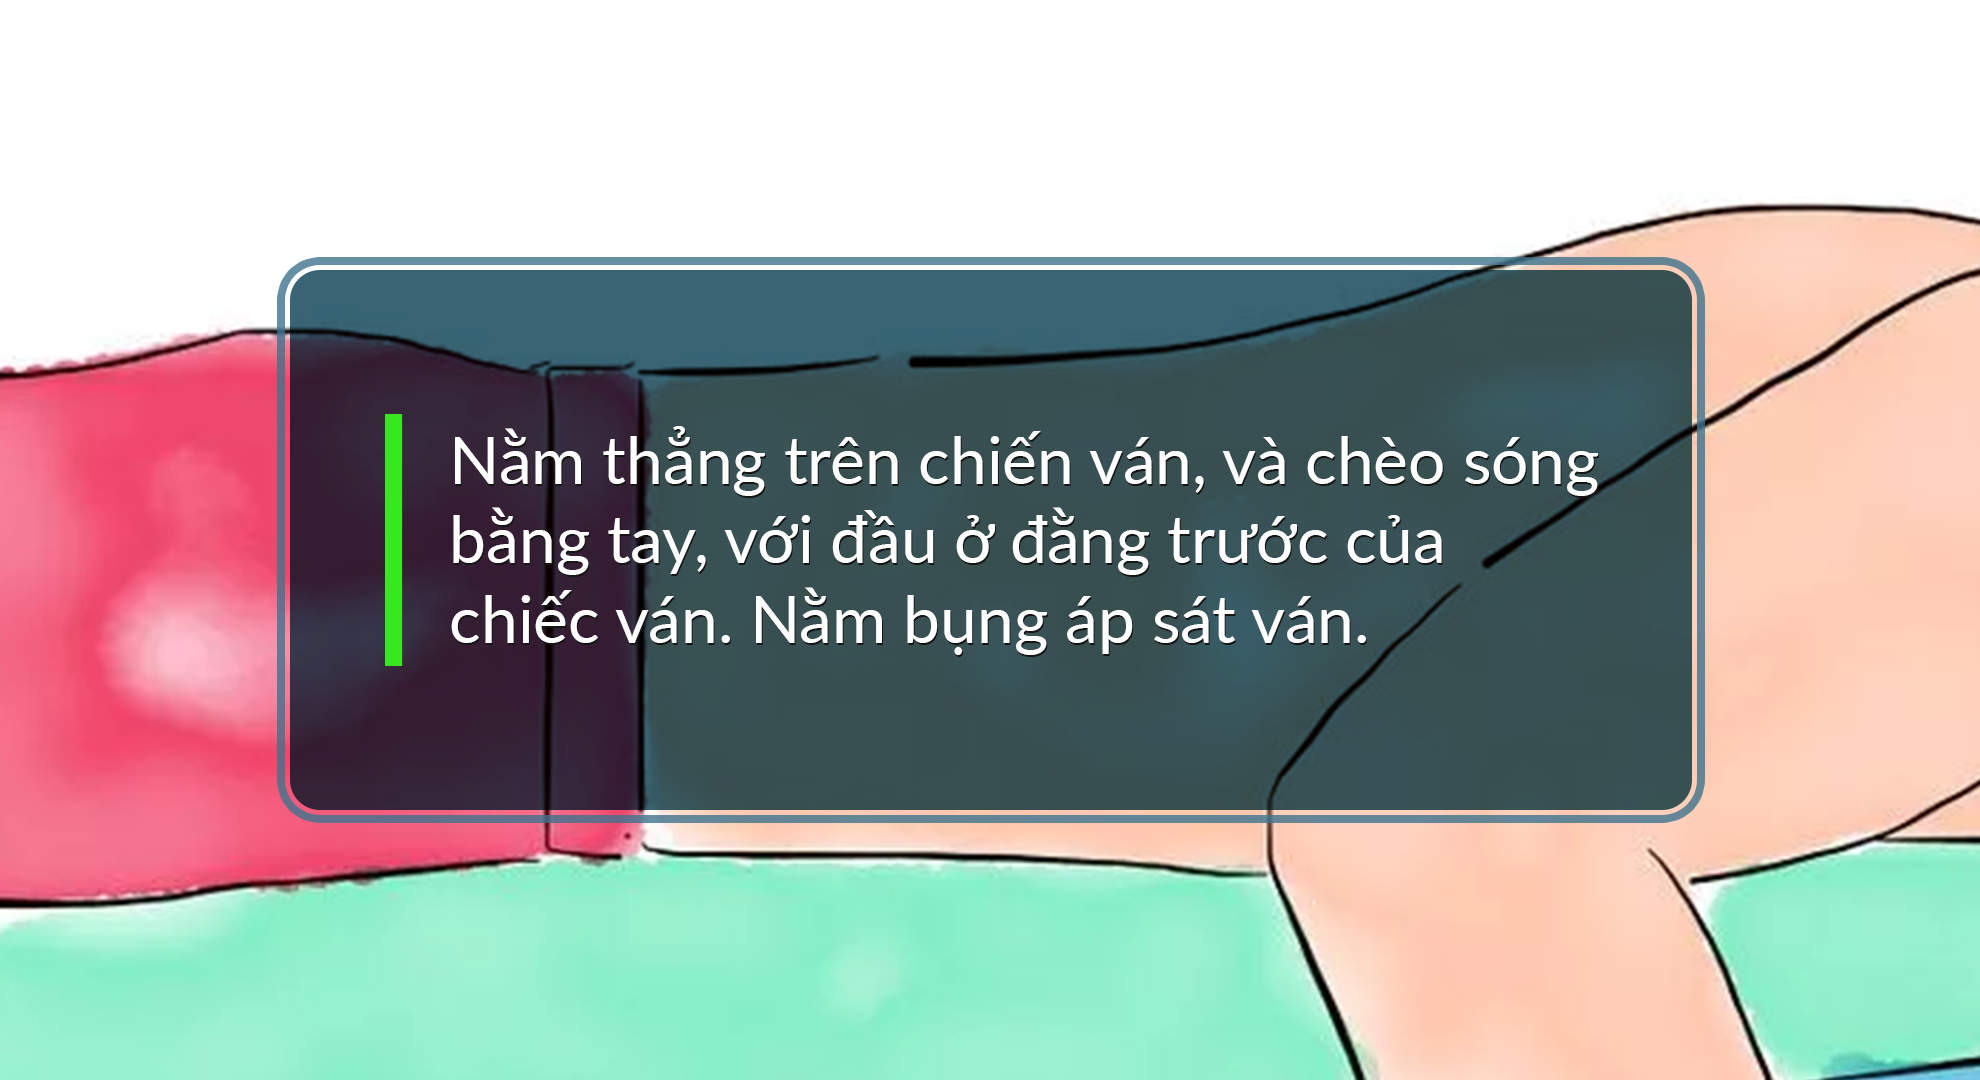 Nằm thẳng trên chiến ván, và chèo sóng
bằng tay, với đầu ở đằng trước của
chiếc ván. Nằm bụng áp sát ván.